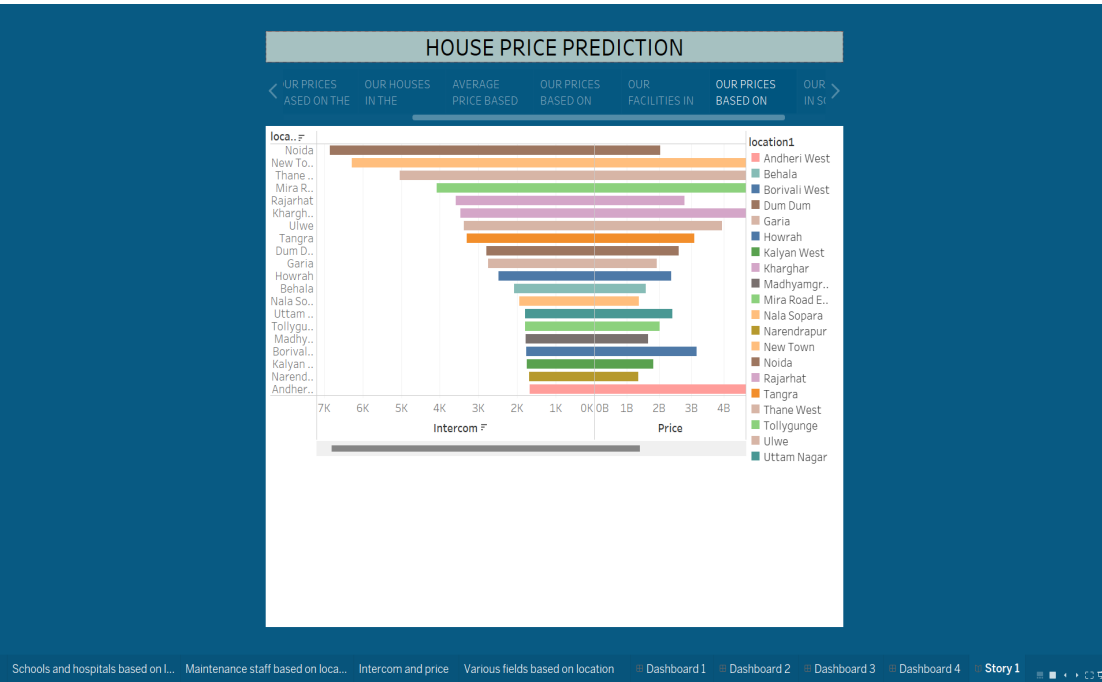 HOUSE PRICE PREDICTION
UR PRICES
ASED ON THE
OUR HOUSES
IN THE
AVERAGE
PRICE BASED
OUR PRICES
BASED ON
OUR
FACILITIES IN
OUR PRICES
BASED ON
OUR
IN
loca..
Noida
New To..
Thane ..
Mira R..
Rajarhat
Khargh..
Ulwe
Tangra
Dum D..
Garia
Howrah
Behala
Nala So..
Uttam ..
Tollygu..
Madhy..
Borival..
Kalyan ..
Narend..
Andher..
7K 6K 5K 4K 3K 2K 1K 0K 0B 1B 2B 3B 4B
Intercom Price
location1
Andheri West
Behala
Borivali West
Dum Dum
Garia
Howrah
Kalyan West
Kharghar
Madhyamgr..
Mira Road E..
Nala Sopara
Narendrapur
New Town
Noida
Rajarhat
Tangra
Thane West
Tollygunge
Ulwe
Uttam Nagar
Schools and hospitals based on l... Maintenance staff based on loca... Intercom and price Various fields based on location Dashboard 1 Dashboard 2 Dashboard 3 Dashboard 4 Story 1